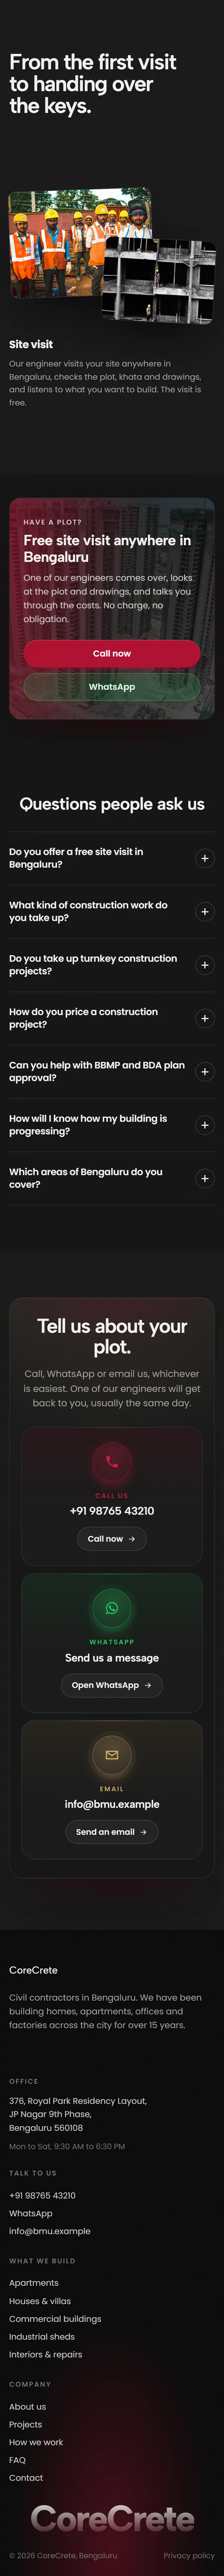 From the first visit
to handing over
the keys.
Site visit
Our engineer visits your site anywhere in
Bengaluru, checks the plot, khata and drawings,
and listens to what you want to build. The visit is
free.
HAVE A PLOT?
Free site visit anywhere in
Bengaluru
One of our engineers comes over, looks
at the plot and drawings, and talks you
through the costs. No charge, no
obligation.
Call now
WhatsApp
Questions people ask us
Do you offer a free site visit in
Bengaluru?
What kind of construction work do
you take up?
Do you take up turnkey construction
projects?
How do you price a construction
project?
Can you help with BBMP and BDA plan
approval?
How will I know how my building is
progressing?
Which areas of Bengaluru do you
cover?
Tell us about your
plot.
Call, WhatsApp or email us, whichever
is easiest. One of our engineers will get
back to you, usually the same day.
CALL US
+91 98765 43210
Call now →
WHATSAPP
Send us a message
Open WhatsApp →
EMAIL
info@bmu.example
Send an email →
CoreCrete
Civil contractors in Bengaluru. We have been
building homes, apartments, offices and
factories across the city for over 15 years.
OFFICE
376, Royal Park Residency Layout,
JP Nagar 9th Phase,
Bengaluru 560108
Mon to Sat, 9:30 AM to 6:30 PM
TALK TO US
+91 98765 43210
WhatsApp
info@bmu.example
WHAT WE BUILD
Apartments
Houses & villas
Commercial buildings
Industrial sheds
Interiors & repairs
COMPANY
About us
Projects
How we work
FAQ
Contact
CoreCrete
© 2026 CoreCrete, Bengaluru Privacy policy